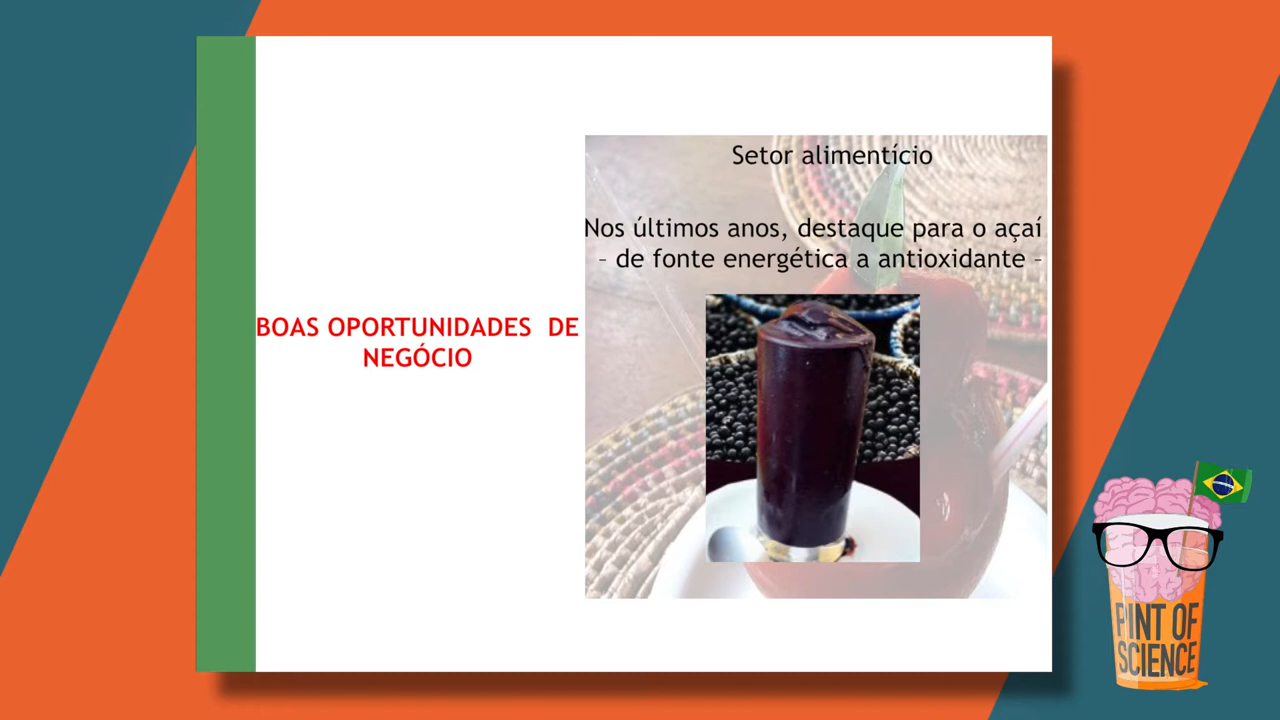 BOAS OPORTUNIDADES DE
NEGÓCIO
Setor alimentício
Nos últimos anos, destaque para o açaí
– de fonte energética a antioxidante –
PINT OF
SCIENCE